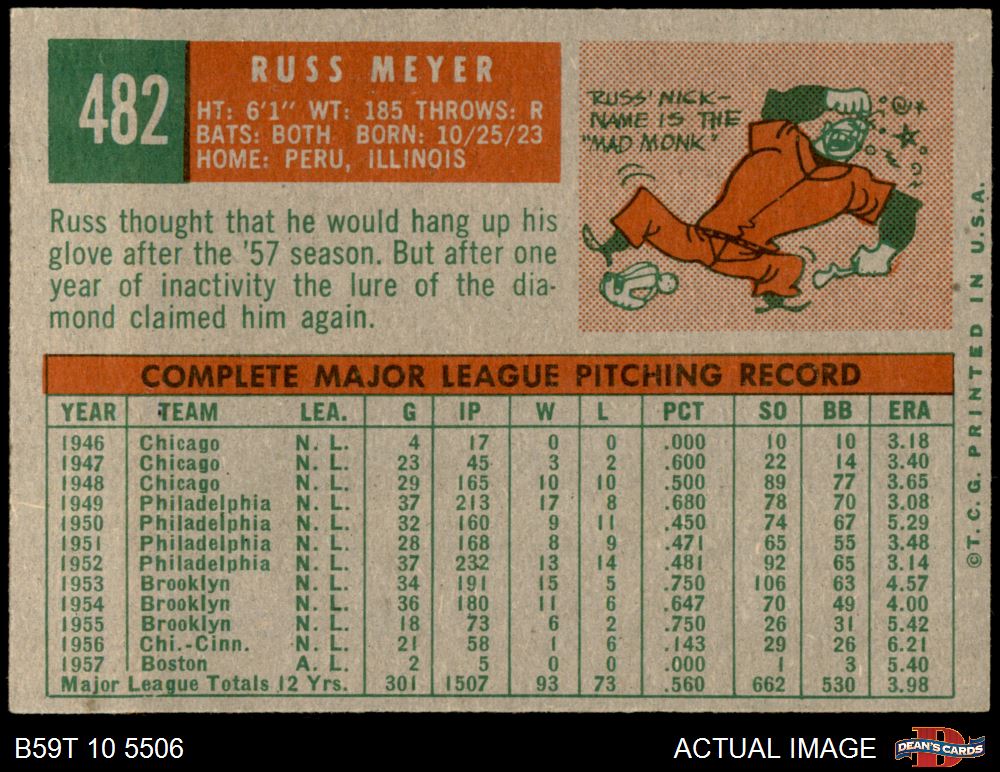 482
RUSS MEYER
HT: 6'1" WT: 185 THROWS: R
BATS: BOTH BORN: 10/25/23
HOME: PERU, ILLINOIS
RUSS' NICK-
NAME IS THE
"MAD MONK"
Russ thought that he would hang up his
glove after the '57 season. But after one
year of inactivity the lure of the dia-
mond claimed him again.
COMPLETE MAJOR LEAGUE PITCHING RECORD
YEAR TEAM LEA. G IP W L PCT SO BB ERA
1946 Chicago N. L. 4 17 0 0 .000 10 10 3.18
1947 Chicago N. L. 23 45 3 2 .600 22 14 3.40
1948 Chicago N. L. 29 165 10 10 .500 89 77 3.65
1949 Philadelphia N. L. 37 213 17 8 .680 78 70 3.08
1950 Philadelphia N. L. 32 160 9 11 .450 74 67 5.29
1951 Philadelphia N. L. 28 168 8 9 .471 65 55 3.48
1952 Philadelphia N. L. 37 232 13 14 .481 92 65 3.14
1953 Brooklyn N. L. 34 191 15 5 .750 106 63 4.57
1954 Brooklyn N. L. 36 180 11 6 .647 70 49 4.00
1955 Brooklyn N. L. 18 73 6 2 .750 26 31 5.42
1956 Chi.-Cinn. N. L. 21 58 1 6 .143 29 26 6.21
1957 Boston A. L. 2 5 0 0 .000 1 3 5.40
Major League Totals 12 Yrs. 301 1507 93 73 .560 662 530 3.98
©T. C. G. PRINTED IN U.S.A.
B59T 10 5506
ACTUAL IMAGE
DEAN'S CARDS